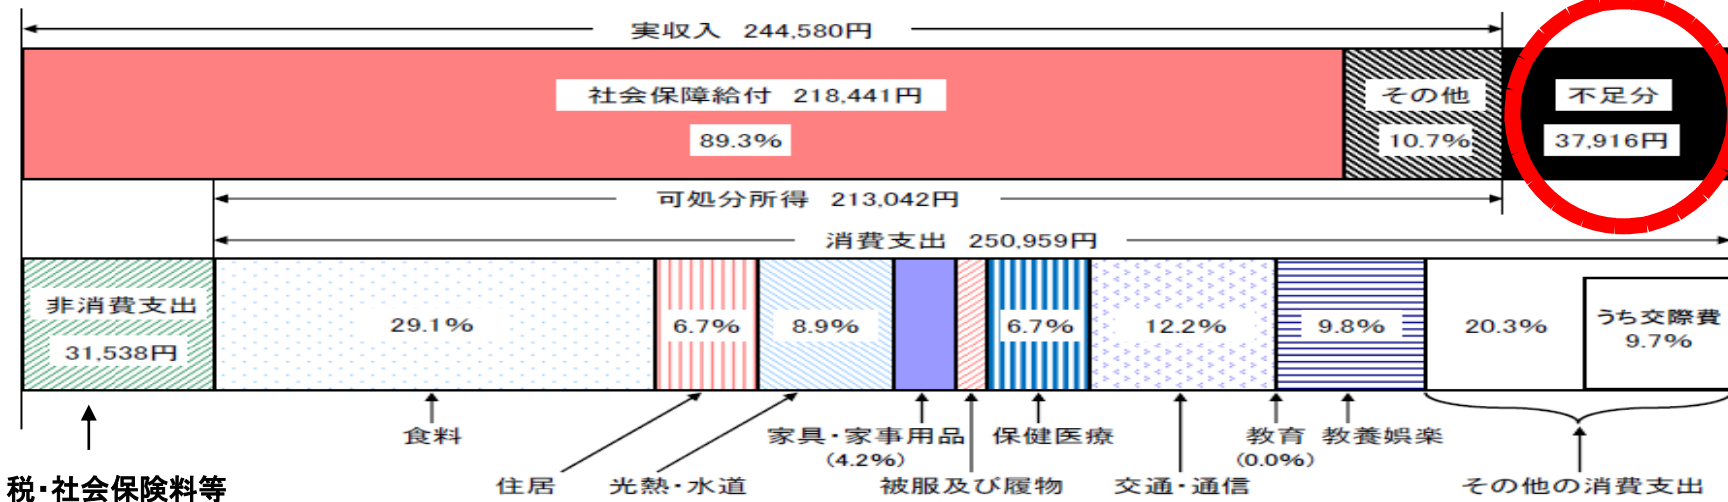 実収入 244,580円
社会保障給付 218,441円
89.3%
その他
10.7%
不足分
37,916円
可処分所得 213,042円
消費支出 250,959円
非消費支出
31,538円
29.1%
6.7%
8.9%
6.7%
12.2%
9.8%
20.3%
うち交際費
9.7%
食料
家具・家事用品
(4.2%)
保健医療
教育
(0.0%)
教養娯楽
税・社会保険料等
住居
光熱・水道
被服及び履物
交通・通信
その他の消費支出